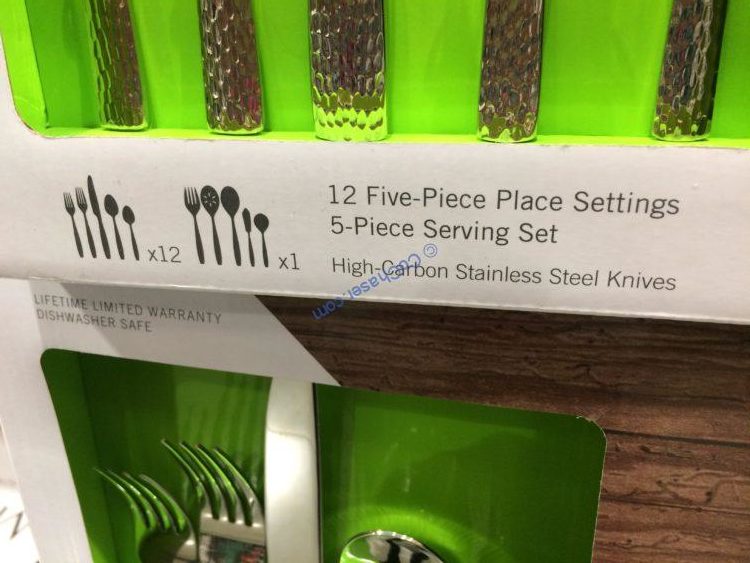 12 Five-Piece Place Settings
5-Piece Serving Set
x12
x1
High-Carbon Stainless Steel Knives
© CochaserCom
LIFETIME LIMITED WARRANTY
DISHWASHER SAFE